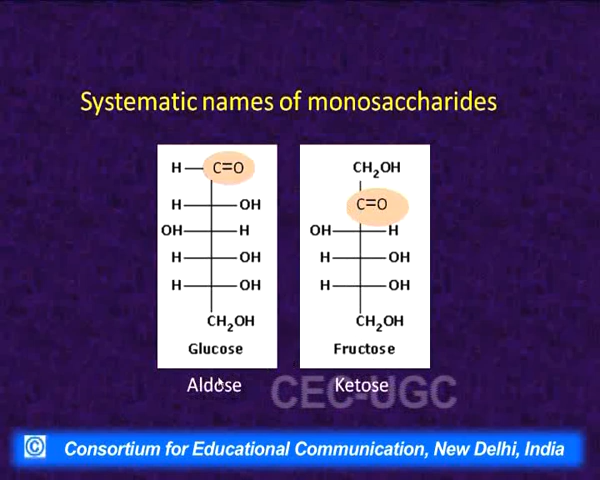 Systematic names of monosaccharides
H C=O
H OH
OH H
H OH
H OH
CH2OH
Glucose
CH2OH
C=O
OH H
H OH
H OH
CH2OH
Fructose
Aldose
Ketose
CEC-UGC
© Consortium for Educational Communication, New Delhi, India